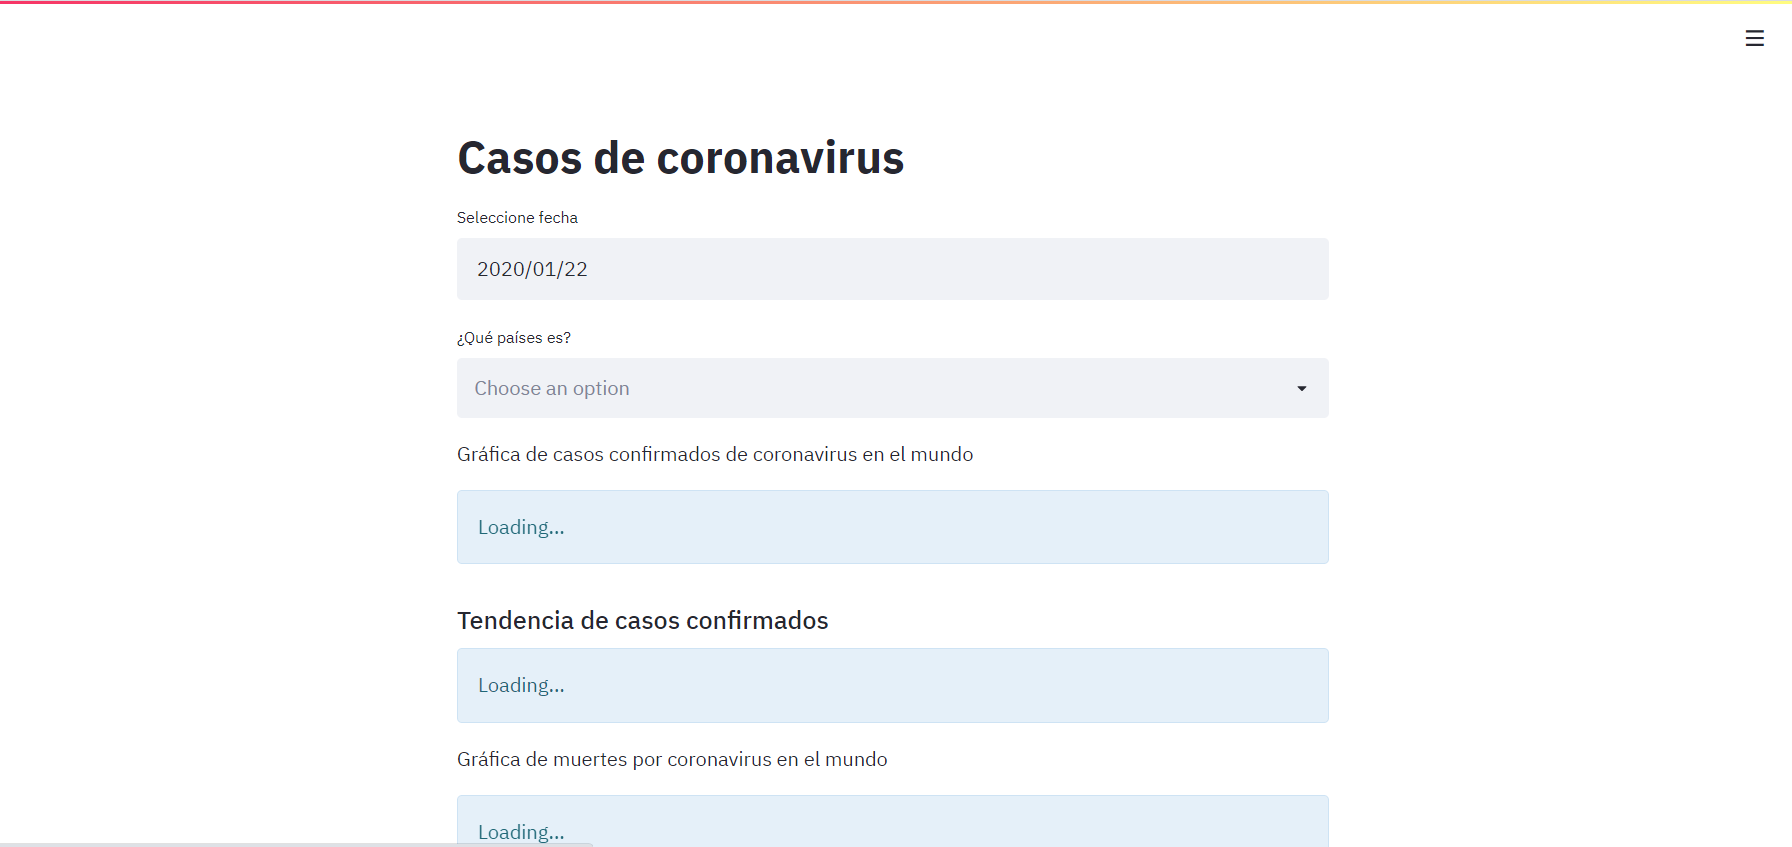 Casos de coronavirus
Seleccione fecha
2020/01/22
¿Qué países es?
Choose an option
Gráfica de casos confirmados de coronavirus en el mundo
Loading...
Tendencia de casos confirmados
Loading...
Gráfica de muertes por coronavirus en el mundo
Loading...